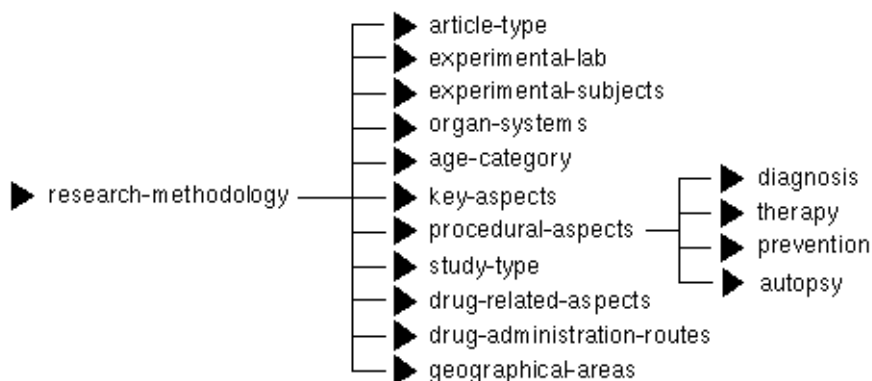 article-type
experimental-lab
experimental-subjects
organ-systems
age-category
research-methodology
key-aspects
procedural-aspects
study-type
drug-related-aspects
drug-administration-routes
geographical-areas
diagnosis
therapy
prevention
autopsy